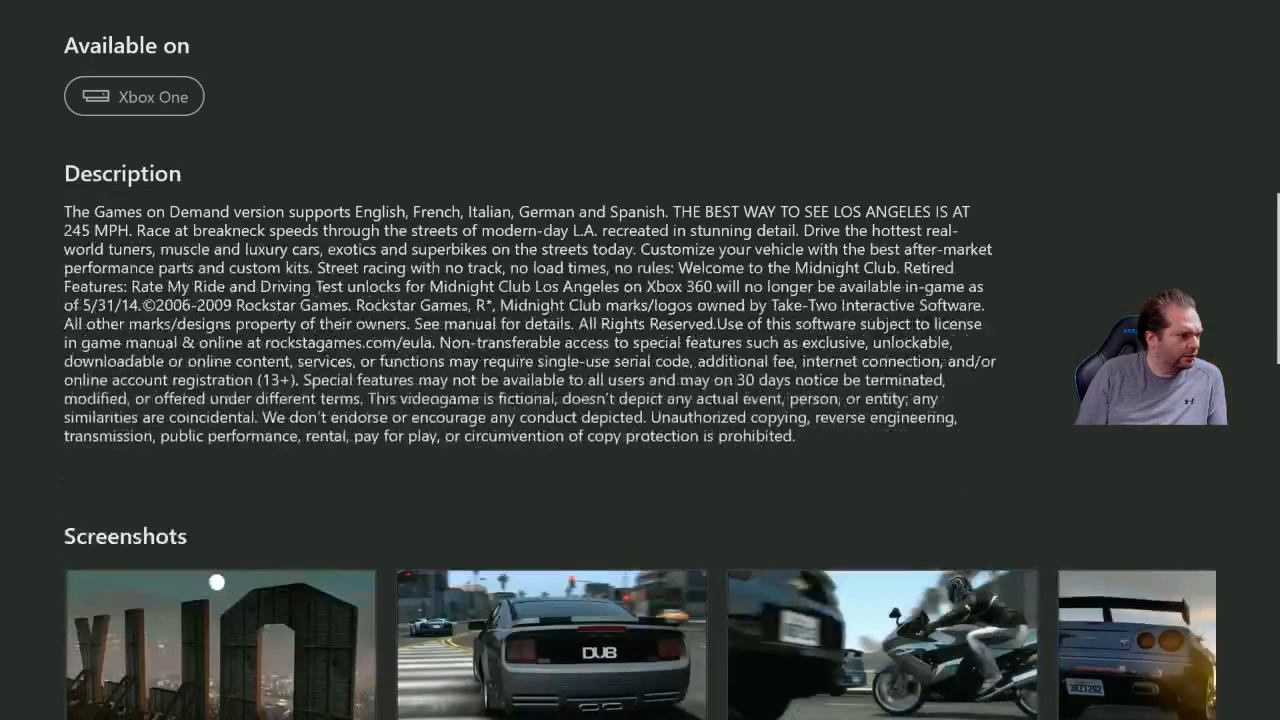 Available on
Xbox One
Description
The Games on Demand version supports English, French, Italian, German and Spanish. THE BEST WAY TO SEE LOS ANGELES IS AT
245 MPH. Race at breakneck speeds through the streets of modern-day L.A. recreated in stunning detail. Drive the hottest real-
world tuners, muscle and luxury cars, exotics and superbikes on the streets today. Customize your vehicle with the best after-market
performance parts and custom kits. Street racing with no track, no load times, no rules: Welcome to the Midnight Club. Retired
Features: Rate My Ride and Driving Test unlocks for Midnight Club Los Angeles on Xbox 360 will no longer be available in-game as
of 5/31/14.©2006-2009 Rockstar Games. Rockstar Games, R*, Midnight Club marks/logos owned by Take-Two Interactive Software.
All other marks/designs property of their owners. See manual for details. All Rights Reserved.Use of this software subject to license
in game manual & online at rockstagames.com/eula. Non-transferable access to special features such as exclusive, unlockable,
downloadable or online content, services, or functions may require single-use serial code, additional fee, internet connection, and/or
online account registration (13+). Special features may not be available to all users and may on 30 days notice be terminated,
modified, or offered under different terms. This videogame is fictional, doesn't depict any actual event, person, or entity; any
similarities are coincidental. We don't endorse or encourage any conduct depicted. Unauthorized copying, reverse engineering,
transmission, public performance, rental, pay for play, or circumvention of copy protection is prohibited.
Screenshots
DUB